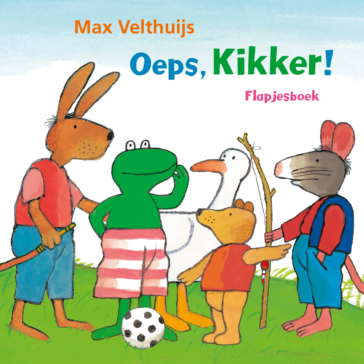 Max Velthuijs
Oeps, Kikker!
Flapjesboek